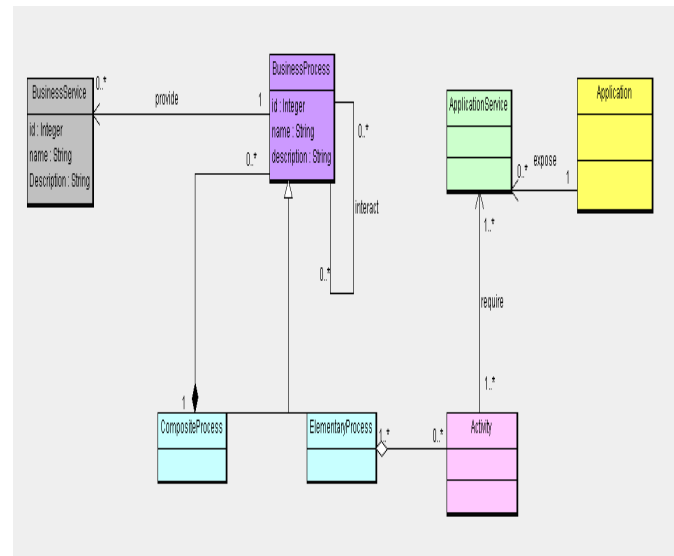 BusinessService
id : Integer
name : String
Description : String
0..*
provide
1
BusinessProcess
id : Integer
name : String
description : String
0..*
interact
0..*
0..*
1
CompositeProcess
ElementaryProcess
1..*
0..*
Activity
1..*
require
1..*
ApplicationService
0..*
expose
1
Application